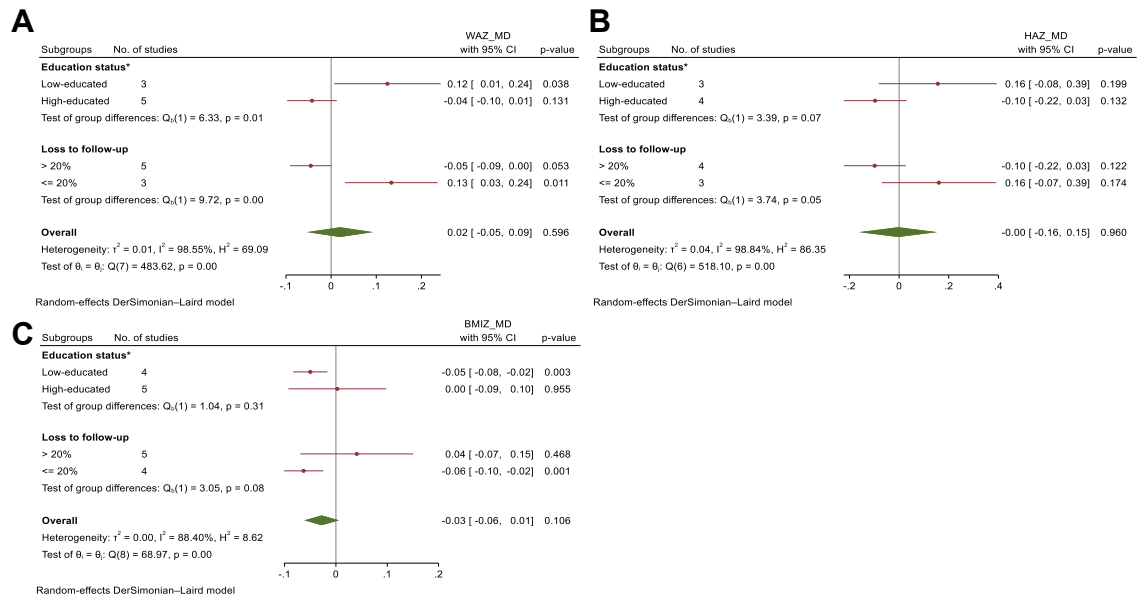 A
WAZ_MD
Subgroups No. of studies with 95% CI p-value
Education status*
Low-educated 3 0.12 [ 0.01, 0.24] 0.038
High-educated 5 -0.04 [ -0.10, 0.01] 0.131
Test of group differences: Qb(1) = 6.33, p = 0.01
Loss to follow-up
> 20% 5 -0.05 [ -0.09, 0.00] 0.053
<= 20% 3 0.13 [ 0.03, 0.24] 0.011
Test of group differences: Qb(1) = 9.72, p = 0.00
Overall 0.02 [ -0.05, 0.09] 0.596
Heterogeneity: τ² = 0.01, I² = 98.55%, H² = 69.09
Test of θi = θj: Q(7) = 483.62, p = 0.00
-.1 0 .1 .2
Random-effects DerSimonian–Laird model
B
HAZ_MD
Subgroups No. of studies with 95% CI p-value
Education status*
Low-educated 3 0.16 [ -0.08, 0.39] 0.199
High-educated 4 -0.10 [ -0.22, 0.03] 0.132
Test of group differences: Qb(1) = 3.39, p = 0.07
Loss to follow-up
> 20% 4 -0.10 [ -0.22, 0.03] 0.122
<= 20% 3 0.16 [ -0.07, 0.39] 0.174
Test of group differences: Qb(1) = 3.74, p = 0.05
Overall -0.00 [ -0.16, 0.15] 0.960
Heterogeneity: τ² = 0.04, I² = 98.84%, H² = 86.35
Test of θi = θj: Q(6) = 518.10, p = 0.00
-.2 0 .2 .4
Random-effects DerSimonian–Laird model
C
BMIZ_MD
Subgroups No. of studies with 95% CI p-value
Education status*
Low-educated 4 -0.05 [ -0.08, -0.02] 0.003
High-educated 5 0.00 [ -0.09, 0.10] 0.955
Test of group differences: Qb(1) = 1.04, p = 0.31
Loss to follow-up
> 20% 5 0.04 [ -0.07, 0.15] 0.468
<= 20% 4 -0.06 [ -0.10, -0.02] 0.001
Test of group differences: Qb(1) = 3.05, p = 0.08
Overall -0.03 [ -0.06, 0.01] 0.106
Heterogeneity: τ² = 0.00, I² = 88.40%, H² = 8.62
Test of θi = θj: Q(8) = 68.97, p = 0.00
-.1 0 .1 .2
Random-effects DerSimonian–Laird model